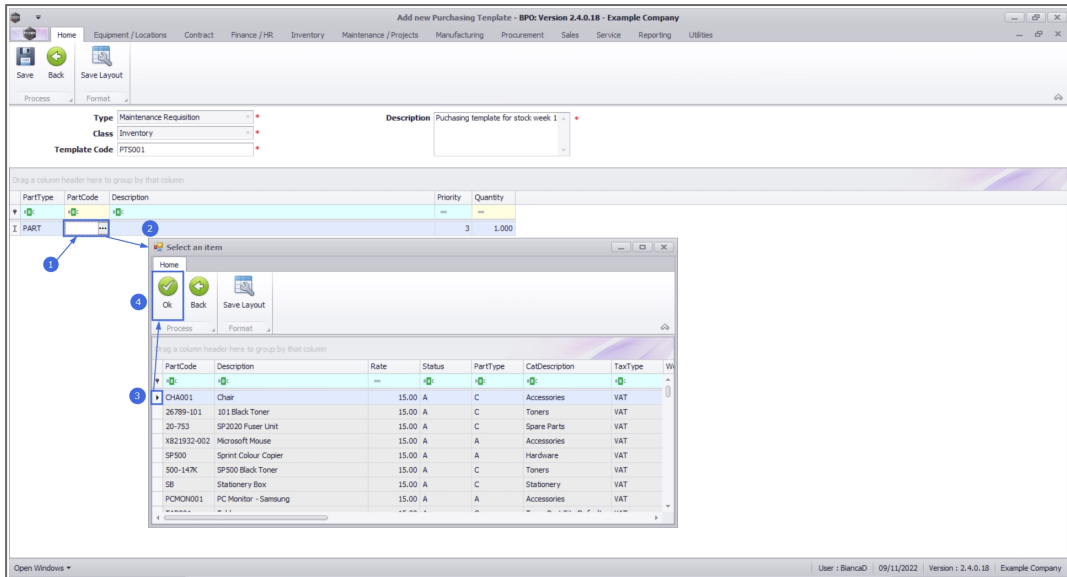 Add new Purchasing Template - BPO: Version 2.4.0.18 - Example Company
Home Equipment / Locations Contract Finance / HR Inventory Maintenance / Projects Manufacturing Procurement Sales Service Reporting Utilities
Save Back Save Layout
Process Format
Type Maintenance Requisition * Description Puchasing template for stock week 1 *
Class Inventory *
Template Code PTS001 *
Drag a column header here to group by that column
PartType PartCode Description Priority Quantity
I PART 3 1.000
1
2
Select an item
Home
4
Ok Back Save Layout
Process Format
Drag a column header here to group by that column
PartCode Description Rate Status PartType CatDescription TaxType
3
CHA001 Chair 15.00 A C Accessories VAT
26789-101 101 Black Toner 15.00 A C Toners VAT
20-753 SP2020 Fuser Unit 15.00 A C Spare Parts VAT
X821932-002 Microsoft Mouse 15.00 A A Accessories VAT
SP500 Sprint Colour Copier 15.00 A A Hardware VAT
500-147K SP500 Black Toner 15.00 A C Toners VAT
SB Stationery Box 15.00 A C Stationery VAT
PCMON001 PC Monitor - Samsung 15.00 A A Accessories VAT
Open Windows User : BiancaD 09/11/2022 Version : 2.4.0.18 Example Company